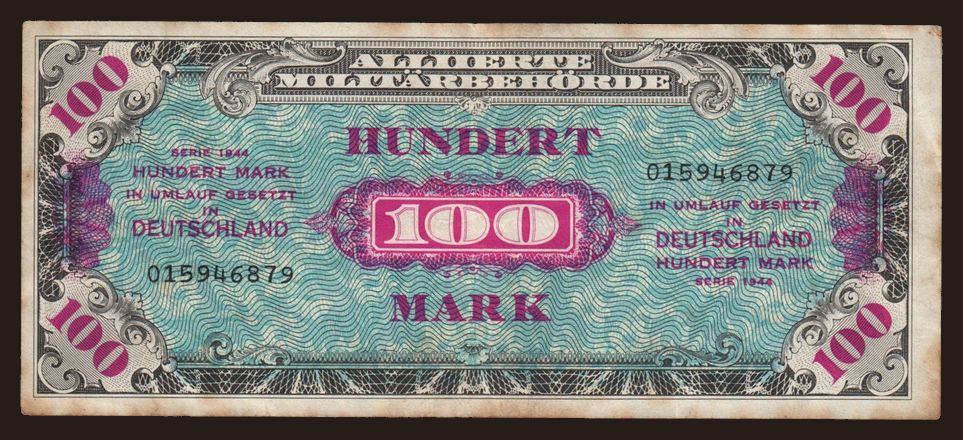 ALLIIERTE
MILITÄRBEHÖRDE
100
100
HUNDERT
SERIE 1944
HUNDERT MARK
IN UMLAUF GESETZT
IN
DEUTSCHLAND
015946879
100
015946879
IN UMLAUF GESETZT
IN
DEUTSCHLAND
HUNDERT MARK
SERIE 1944
MARK
100
100